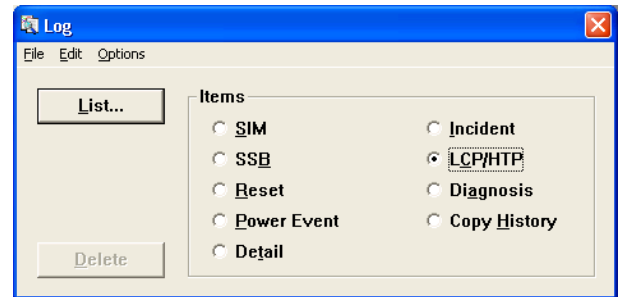 Log
File Edit Options
List...
Items
SIM
Incident
SSB
LCP/HTP
Reset
Diagnosis
Power Event
Copy History
Detail
Delete